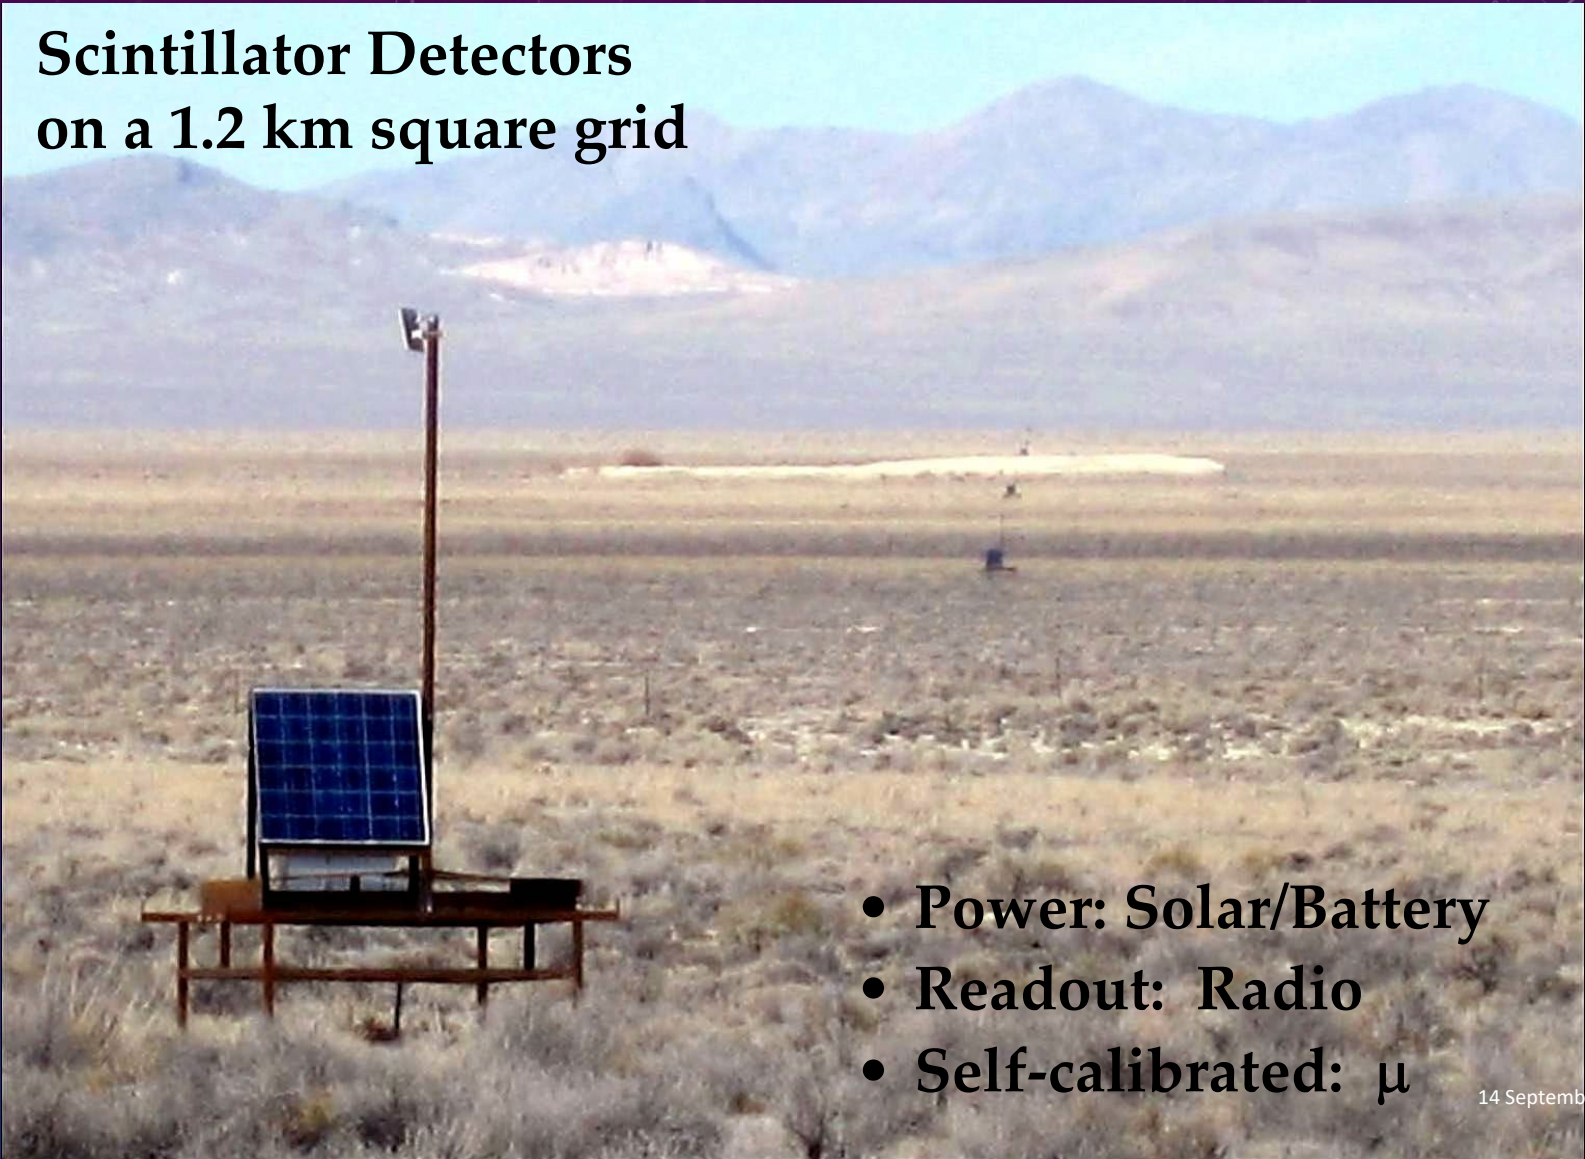 Scintillator Detectors
on a 1.2 km square grid
• Power: Solar/Battery
• Readout: Radio
• Self-calibrated: μ
14 Septemb